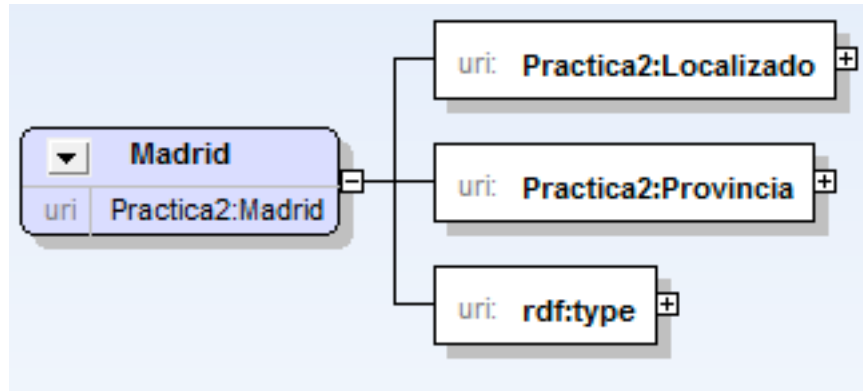 Madrid
uri Practica2:Madrid
uri: Practica2:Localizado
uri: Practica2:Provincia
uri: rdf:type